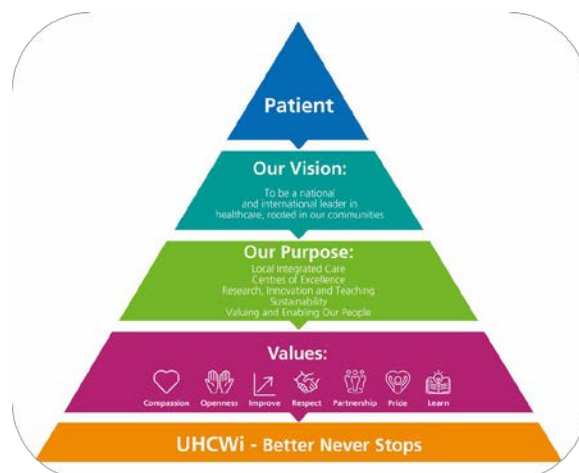 Patient
Our Vision:
To be a national
and international leader in
healthcare, rooted in our communities
Our Purpose:
Local Integrated Care
Centres of Excellence
Research, Innovation and Teaching
Sustainability
Valuing and Enabling Our People
Values:
Compassion Openness Improve Respect Partnership Pride Learn
UHCWi - Better Never Stops